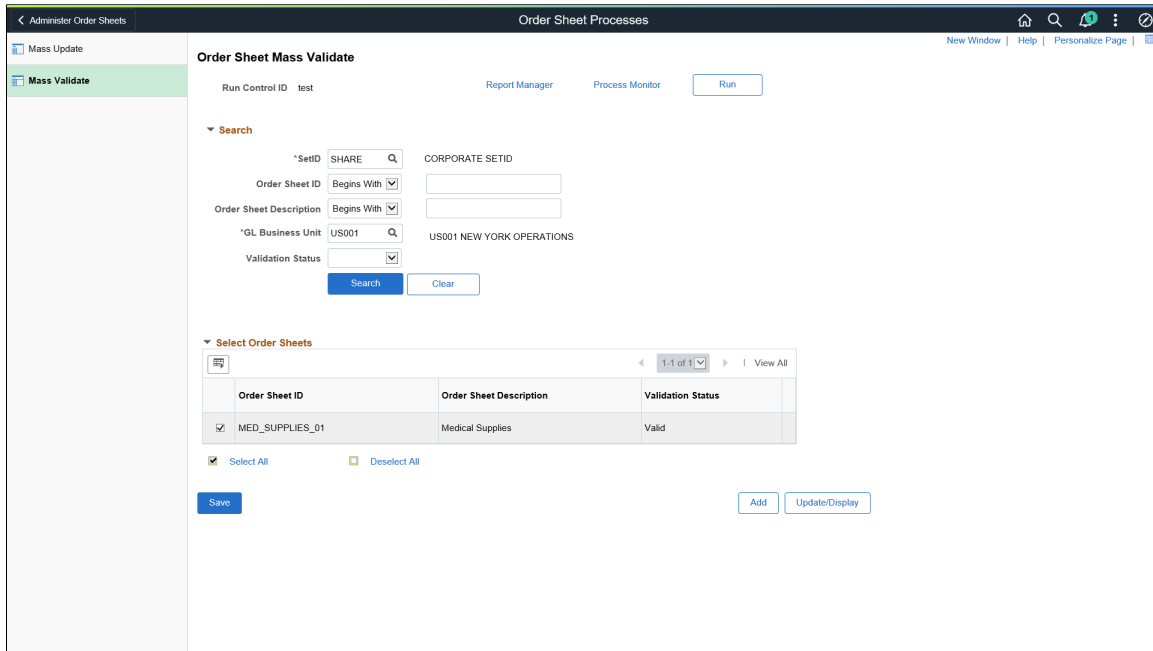 Administer Order Sheets
Order Sheet Processes
1
New Window | Help | Personalize Page |
Mass Update
Mass Validate
Order Sheet Mass Validate
Run Control ID test Report Manager Process Monitor Run
Search
*SetID SHARE CORPORATE SETID
Order Sheet ID Begins With
Order Sheet Description Begins With
*GL Business Unit US001 US001 NEW YORK OPERATIONS
Validation Status
Search Clear
Select Order Sheets
1-1 of 1 | View All
Order Sheet ID Order Sheet Description Validation Status
MED_SUPPLIES_01 Medical Supplies Valid
Select All Deselect All
Save Add Update/Display